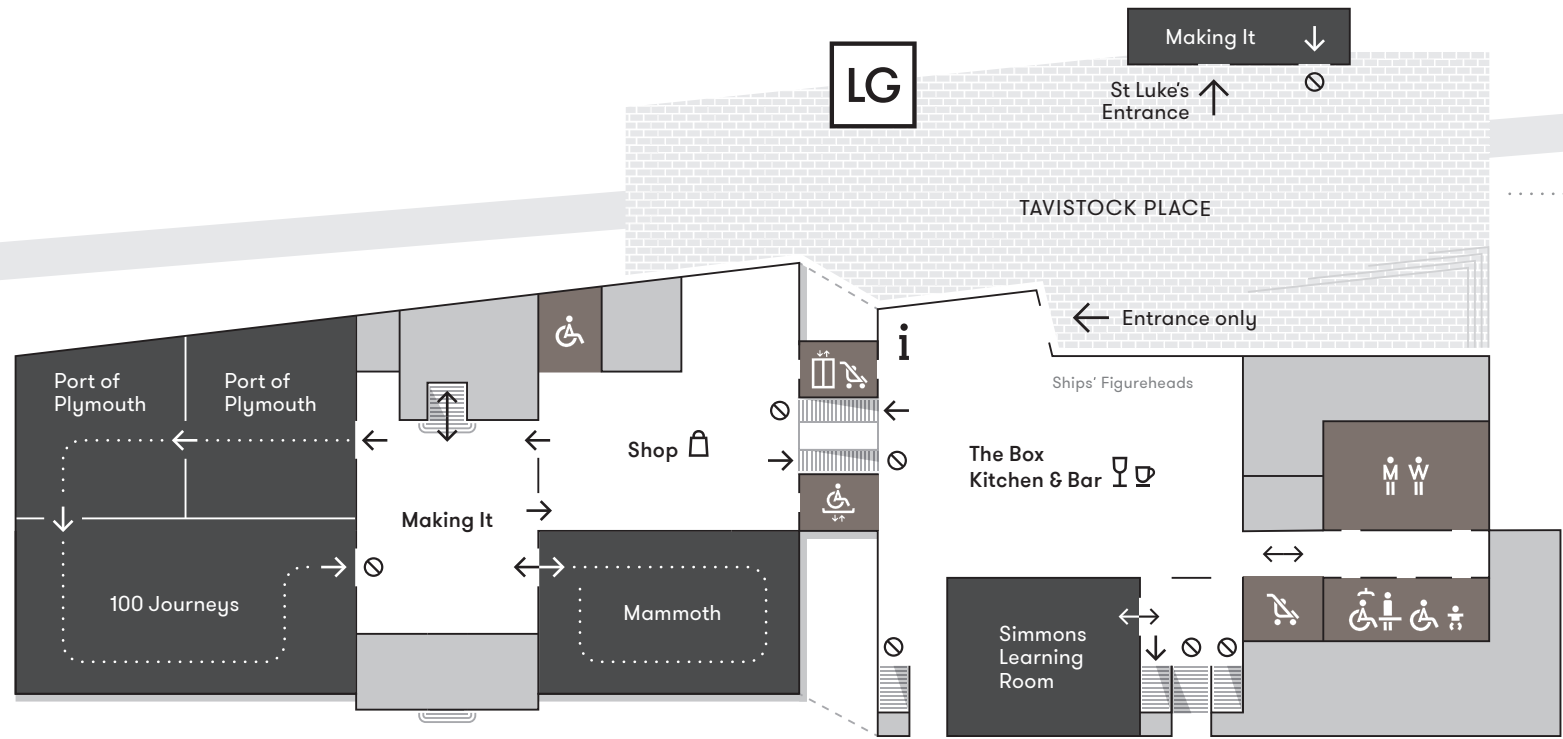 Making It
LG
St Luke's
Entrance
TAVISTOCK PLACE
Entrance only
i
Port of
Plymouth
Port of
Plymouth
Ships' Figureheads
Shop
The Box
Kitchen & Bar
M W
Making It
100 Journeys
Mammoth
Simmons
Learning
Room